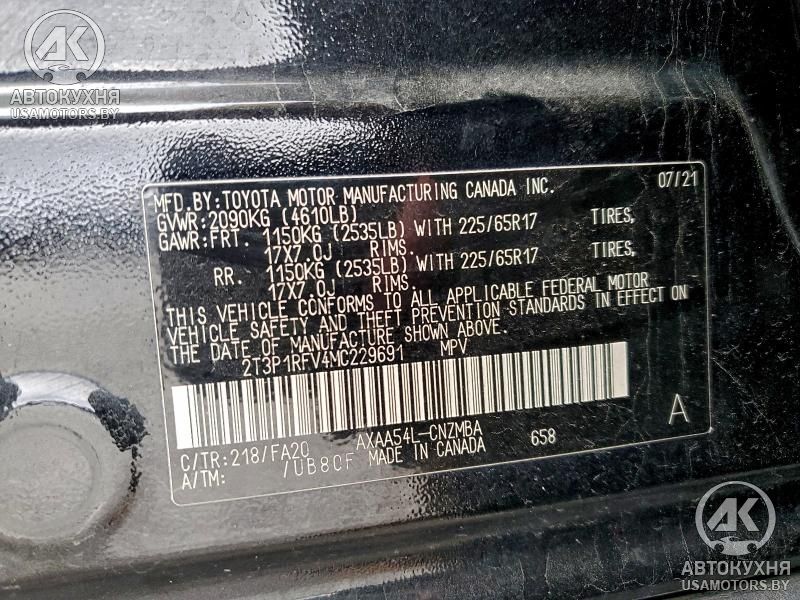 AK
АВТОКУХНЯ
USAMOTORS.BY
MFD.BY:TOYOTA MOTOR MANUFACTURING CANADA INC. 07/21
GVWR:2090KG (4610LB)
GAWR:FRT. 1150KG (2535LB) WITH 225/65R17 TIRES,
17X7.0J RIMS.
RR. 1150KG (2535LB) WITH 225/65R17 TIRES,
17X7.0J RIMS.
THIS VEHICLE CONFORMS TO ALL APPLICABLE FEDERAL MOTOR
VEHICLE SAFETY AND THEFT PREVENTION STANDARDS IN EFFECT ON
THE DATE OF MANUFACTURE SHOWN ABOVE.
2T3P1RFV4MC229691 MPV
A
C/TR:218/FA20 AXAA54L-CNZMBA 658
A/TM: /UB80F MADE IN CANADA
AK
АВТОКУХНЯ
USAMOTORS.BY